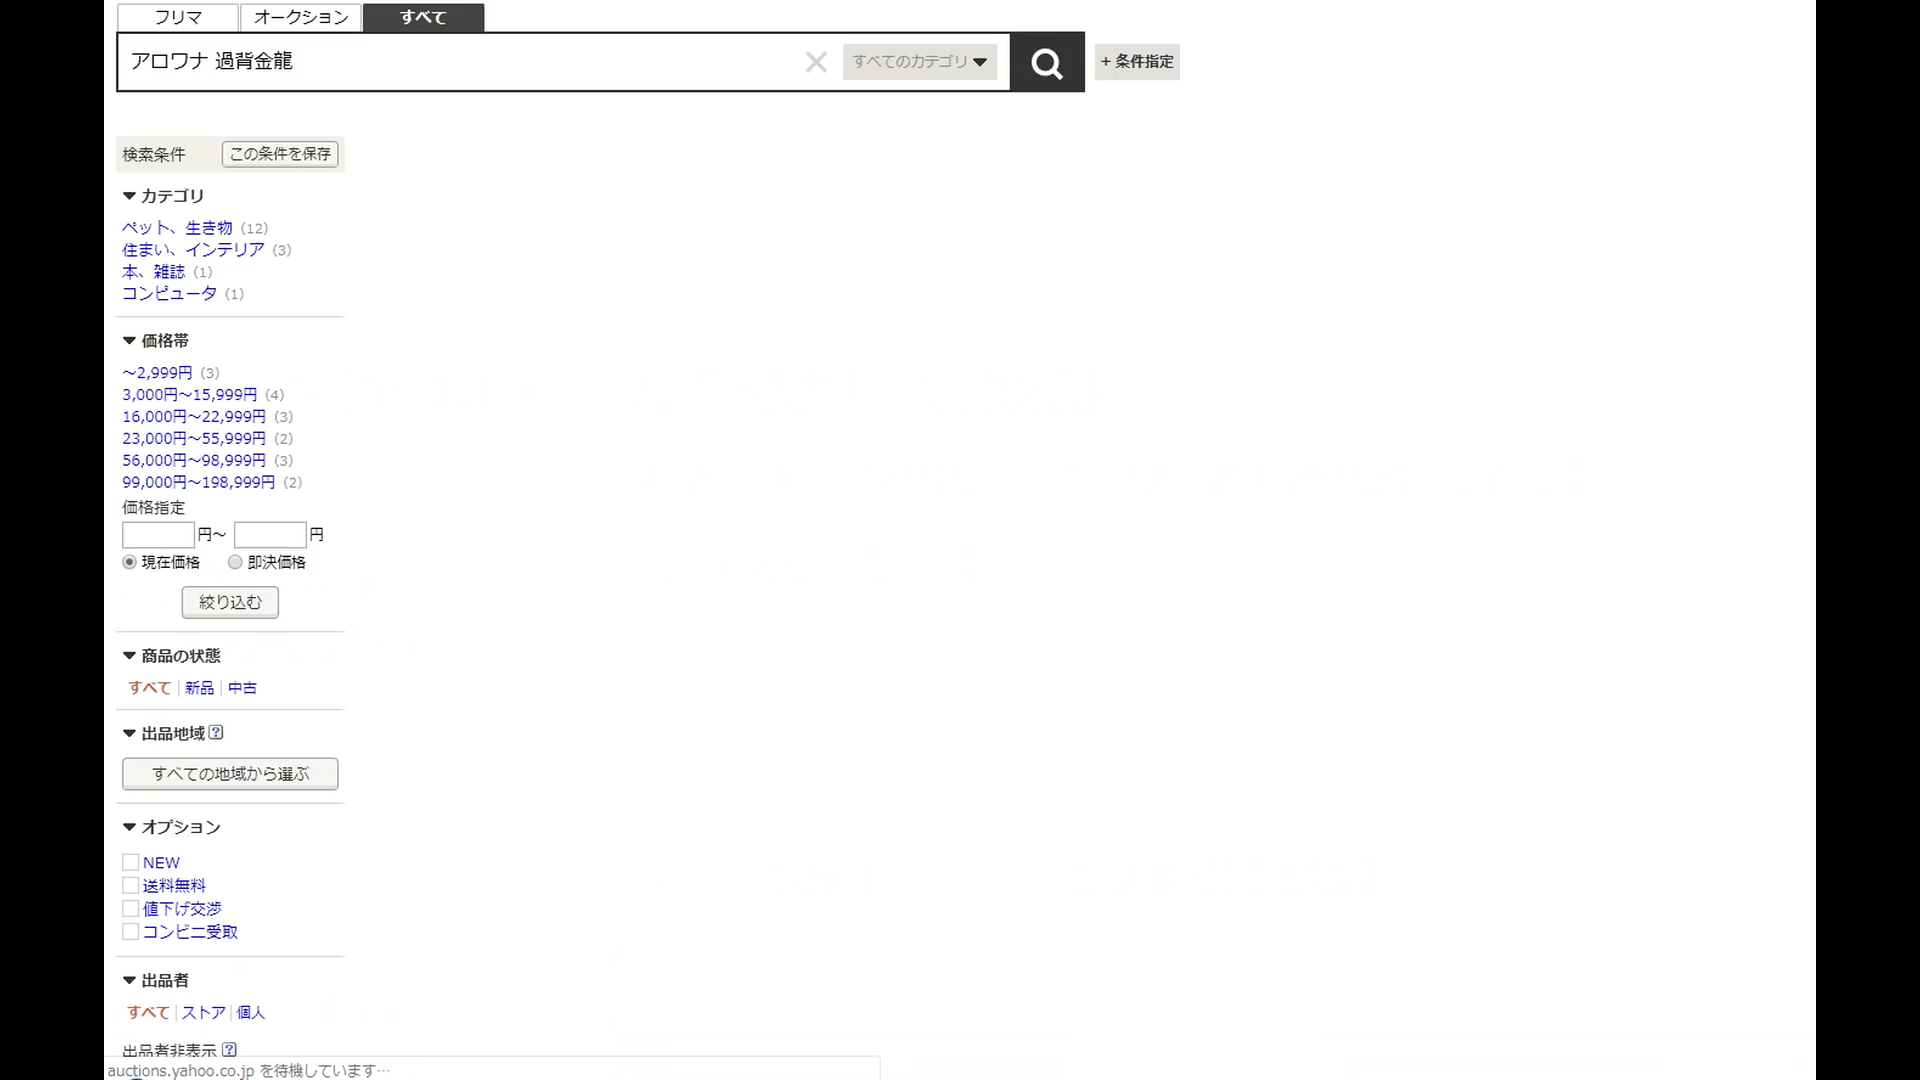 フリマ オークション すべて
アロワナ 過背金龍 すべてのカテゴリ + 条件指定
検索条件 この条件を保存
カテゴリ
ペット、生き物 (12)
住まい、インテリア (3)
本、雑誌 (1)
コンピュータ (1)
価格帯
～2,999円 (3)
3,000円～15,999円 (4)
16,000円～22,999円 (3)
23,000円～55,999円 (2)
56,000円～98,999円 (3)
99,000円～198,999円 (2)
価格指定
円～ 円
現在価格 即決価格
絞り込む
商品の状態
すべて 新品 中古
出品地域 ?
すべての地域から選ぶ
オプション
NEW
送料無料
値下げ交渉
コンビニ受取
出品者
すべて ストア 個人
出品者非表示 ?
auctions.yahoo.co.jp を待機しています…